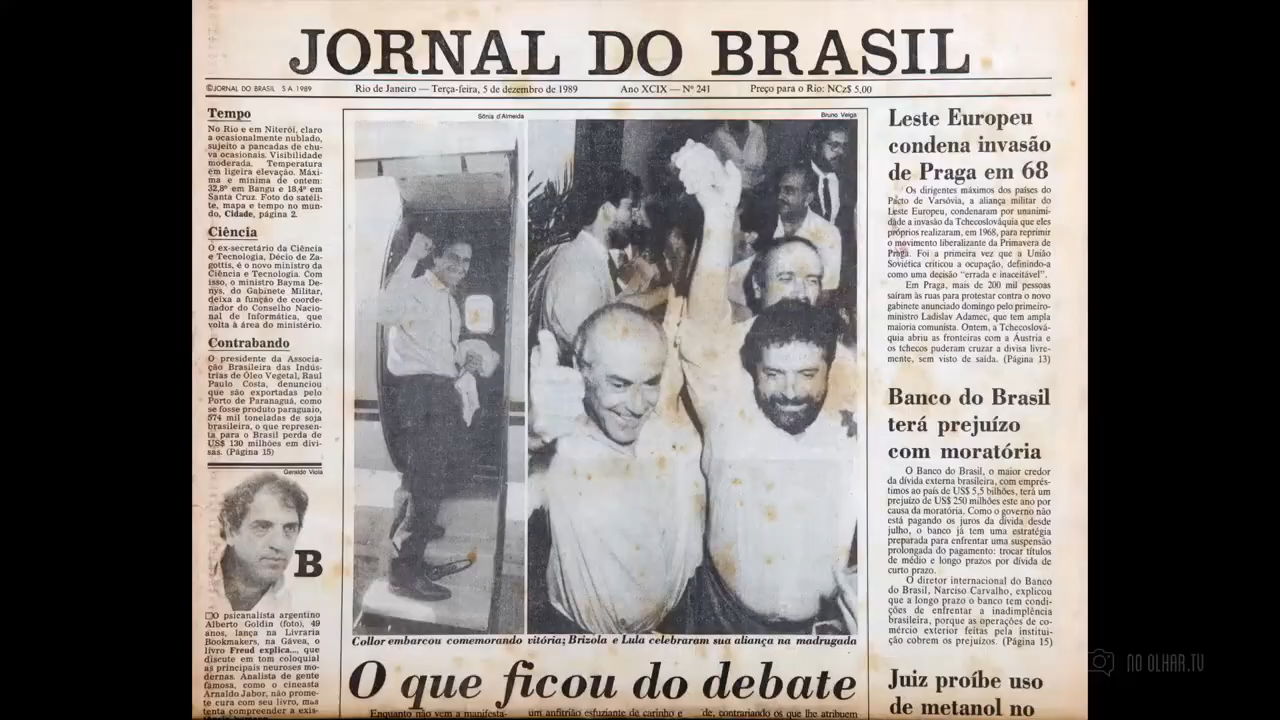 JORNAL DO BRASIL
©JORNAL DO BRASIL S A 1989
Rio de Janeiro — Terça-feira, 5 de dezembro de 1989
Ano XCIX — Nº 241
Preço para o Rio: NCz$ 5,00
Tempo
No Rio e em Niterói, claro
a ocasionalmente nublado,
sujeito a pancadas de chu-
va ocasionais. Visibilidade
moderada. Temperatura
em ligeira elevação. Máxi-
ma e mínima de ontem:
32,8º em Bangu e 18,4º em
Santa Cruz. Foto do satéli-
te, mapa e tempo no mun-
do, Cidade, página 2.
Ciência
O ex-secretário da Ciência
e Tecnologia, Décio de Za-
gottis, é o novo ministro da
Ciência e Tecnologia. Com
isso, o ministro Bayma De-
nys, do Gabinete Militar,
deixa a função de coorde-
nador do Conselho Nacio-
nal de Informática, que
volta à área do ministério.
Contrabando
O presidente da Associa-
ção Brasileira das Indús-
trias de Óleo Vegetal, Raul
Paulo Costa, denunciou
que são exportadas pelo
Porto de Paranaguá, como
se fosse produto paraguaio,
574 mil toneladas de soja
brasileira, o que represen-
ta para o Brasil perda de
US$ 130 milhões em divi-
sas. (Página 15)
Geraldo Viola
B
O psicanalista argentino
Alberto Goldin (foto), 49
anos, lança na Livraria
Bookmakers, na Gávea, o
livro Freud explica..., que
discute em tom coloquial
as principais neuroses mo-
dernas. Analista de gente
famosa, como o cineasta
Arnaldo Jabor, não prome-
te cura com seu livro, mas
tenta compreender a exis-
Sônia d'Almeida
Bruno Veiga
Collor embarcou comemorando vitória; Brizola e Lula celebraram sua aliança na madrugada
O que ficou do debate
Enquanto não vem a manifesta-
um anfitrião esfuziante de carinho e
de, contrariando os que lhe atribuem
Leste Europeu
condena invasão
de Praga em 68
Os dirigentes máximos dos países do
Pacto de Varsóvia, a aliança militar do
Leste Europeu, condenaram por unanimi-
dade a invasão da Tchecoslováquia que eles
próprios realizaram, em 1968, para reprimir
o movimento liberalizante da Primavera de
Praga. Foi a primeira vez que a União
Soviética criticou a ocupação, definindo-a
como uma decisão “errada e inaceitável”.
Em Praga, mais de 200 mil pessoas
saíram às ruas para protestar contra o novo
gabinete anunciado domingo pelo primeiro-
ministro Ladislav Adamec, que tem ampla
maioria comunista. Ontem, a Tchecoslová-
quia abriu as fronteiras com a Áustria e
os tchecos puderam cruzar a divisa livre-
mente, sem visto de saída. (Página 13)
Banco do Brasil
terá prejuízo
com moratória
O Banco do Brasil, o maior credor
da dívida externa brasileira, com emprés-
timos ao país de US$ 5,5 bilhões, terá um
prejuízo de US$ 250 milhões este ano por
causa da moratória. Como o governo não
está pagando os juros da dívida desde
julho, o banco já tem uma estratégia
preparada para enfrentar uma suspensão
prolongada do pagamento: trocar títulos
de médio e longo prazos por dívida de
curto prazo.
O diretor internacional do Banco
do Brasil, Narciso Carvalho, explicou
que a longo prazo o banco tem condi-
ções de enfrentar a inadimplência
brasileira, porque as operações de co-
mércio exterior feitas pela institui-
ção cobrem os prejuízos. (Página 15)
Juiz proíbe uso
de metanol no
NO OLHAR.TV